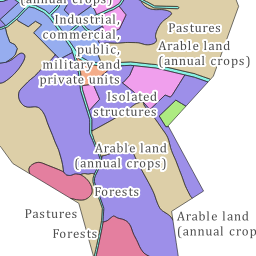 (annual crops)
Industrial,
commercial,
public,
military and
private units
Pastures
Arable land
(annual crops)
Isolated
structures
Arable land
(annual crops)
Forests
Pastures
Forests
Arable land
(annual crop